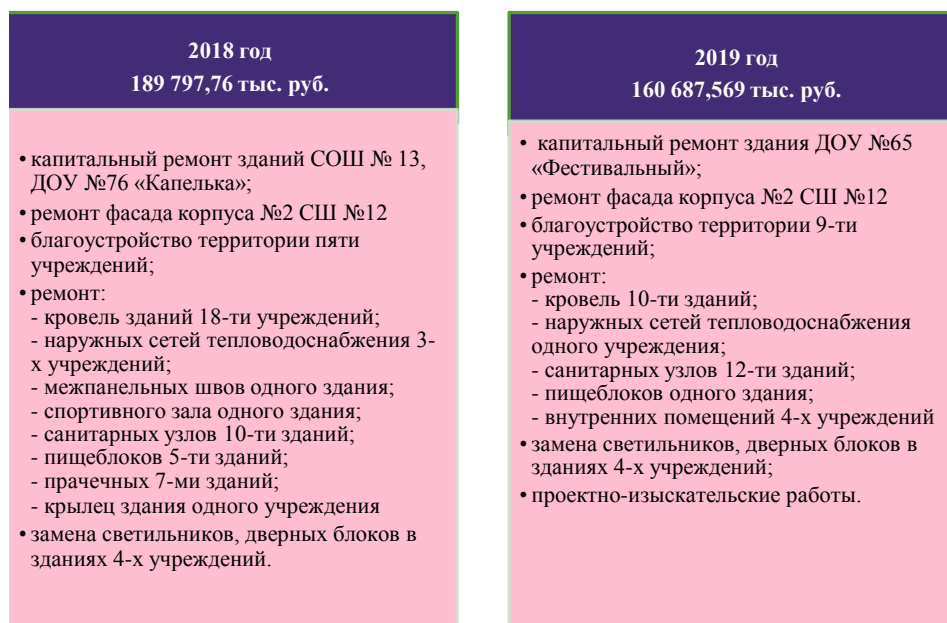 2018 год
189 797,76 тыс. руб.
• капитальный ремонт зданий СОШ № 13,
ДОУ №76 «Капелька»;
• ремонт фасада корпуса №2 СШ №12
• благоустройство территории пяти
учреждений;
• ремонт:
- кровель зданий 18-ти учреждений;
- наружных сетей тепловодоснабжения 3-
х учреждений;
- межпанельных швов одного здания;
- спортивного зала одного здания;
- санитарных узлов 10-ти зданий;
- пищеблоков 5-ти зданий;
- прачечных 7-ми зданий;
- крылец здания одного учреждения
• замена светильников, дверных блоков в
зданиях 4-х учреждений.
2019 год
160 687,569 тыс. руб.
• капитальный ремонт здания ДОУ №65
«Фестивальный»;
• ремонт фасада корпуса №2 СШ №12
• благоустройство территории 9-ти
учреждений;
• ремонт:
- кровель 10-ти зданий;
- наружных сетей тепловодоснабжения
одного учреждения;
- санитарных узлов 12-ти зданий;
- пищеблоков одного здания;
- внутренних помещений 4-х учреждений
• замена светильников, дверных блоков в
зданиях 4-х учреждений;
• проектно-изыскательские работы.